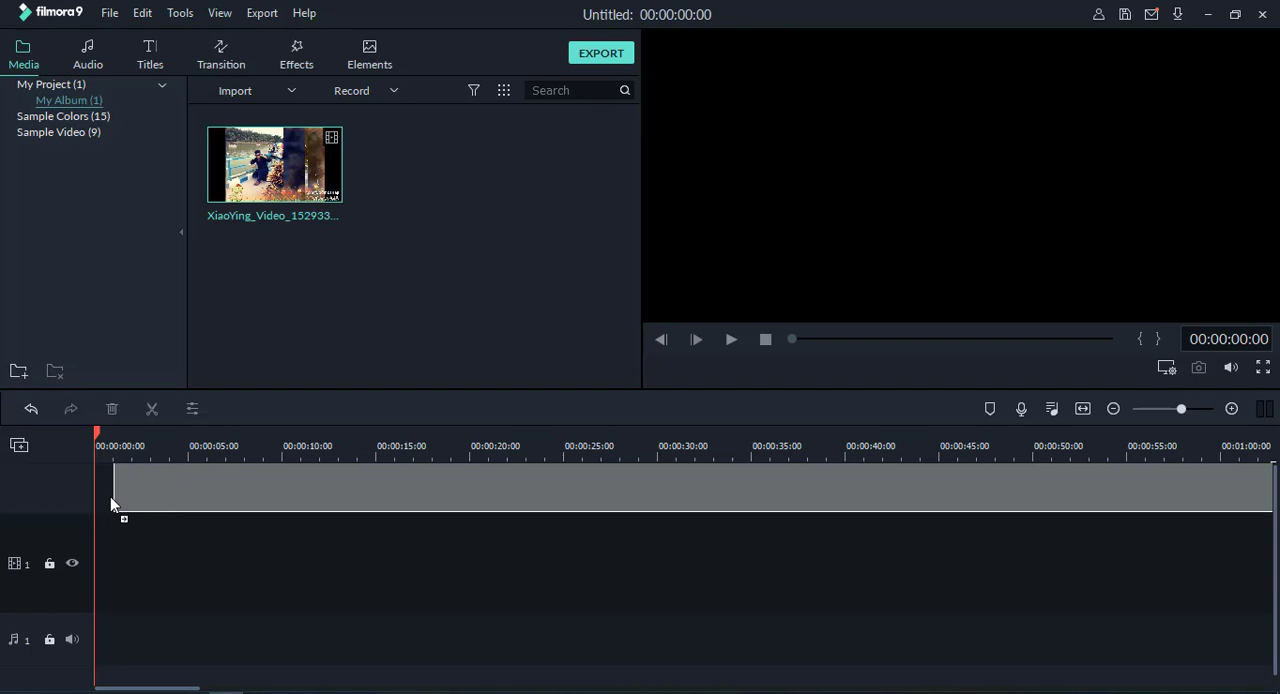 filmora9 File Edit Tools View Export Help Untitled: 00:00:00:00
Media Audio Titles Transition Effects Elements EXPORT
My Project (1)
My Album (1)
Sample Colors (15)
Sample Video (9)
Import Record Search
XiaoYing_Video_152933...
00:00:00:00
00:00:00:00 00:00:05:00 00:00:10:00 00:00:15:00 00:00:20:00 00:00:25:00 00:00:30:00 00:00:35:00 00:00:40:00 00:00:45:00 00:00:50:00 00:00:55:00 00:01:00:00
1
1